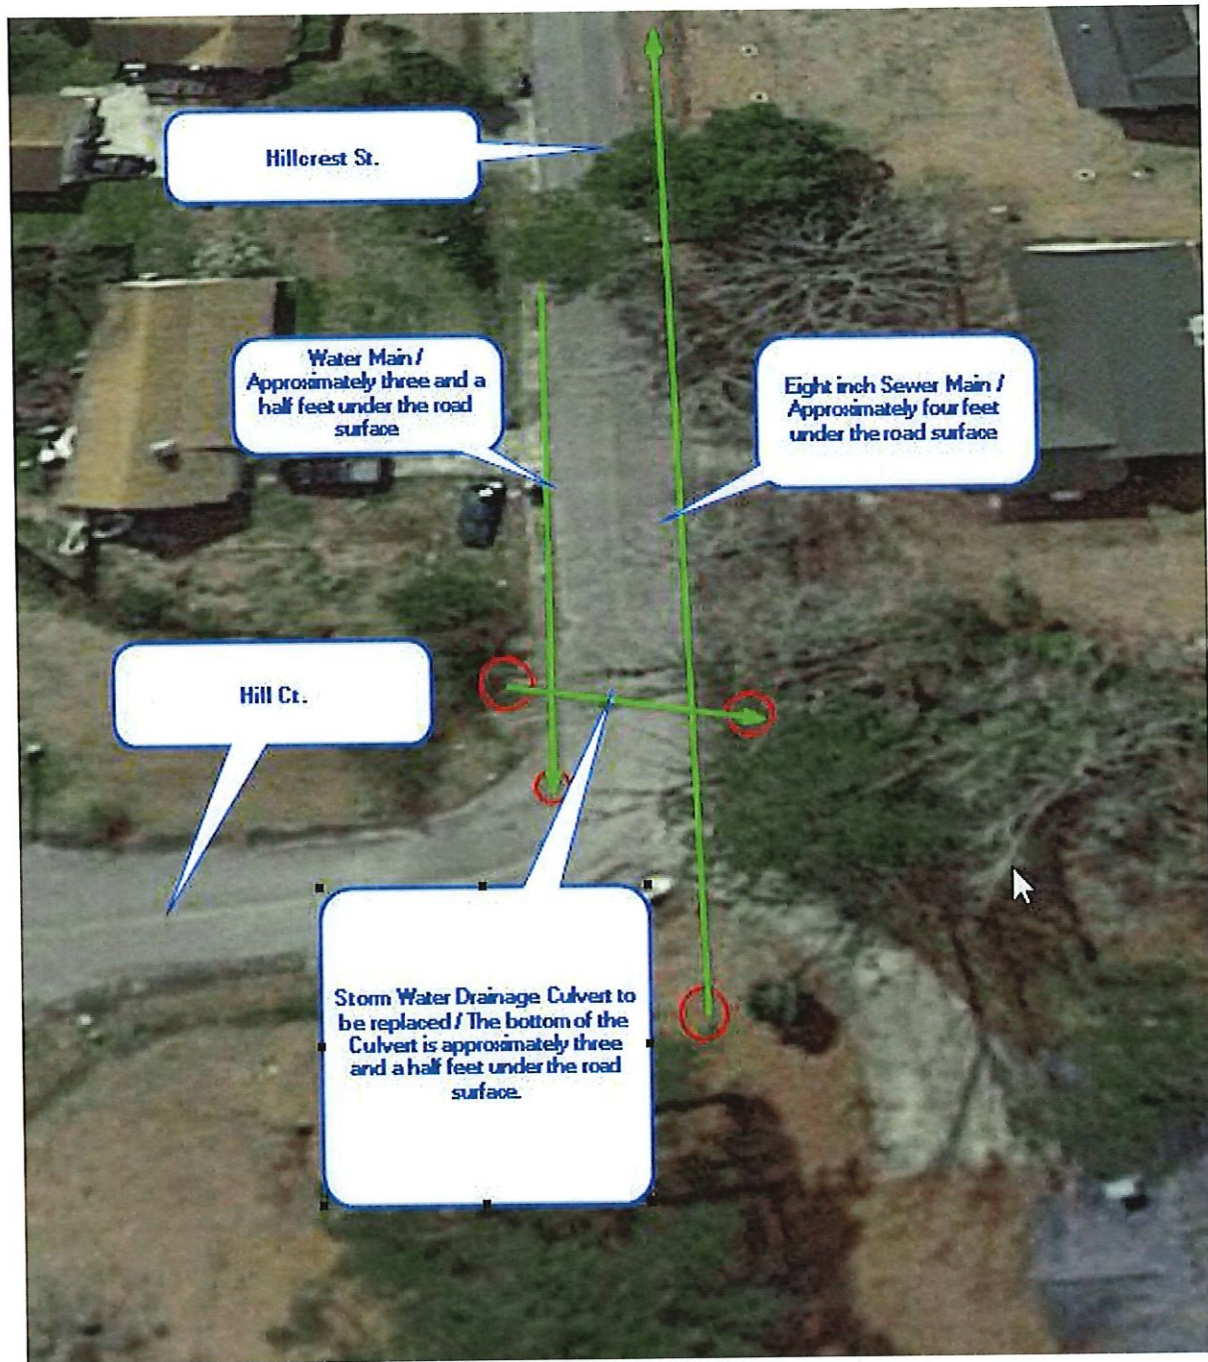 Hillcrest St.
Water Main /
Approximately three and a
half feet under the road
surface
Eight inch Sewer Main /
Approximately four feet
under the road surface
Hill Ct.
Storm Water Drainage Culvert to
be replaced / The bottom of the
Culvert is approximately three
and a half feet under the road
surface.